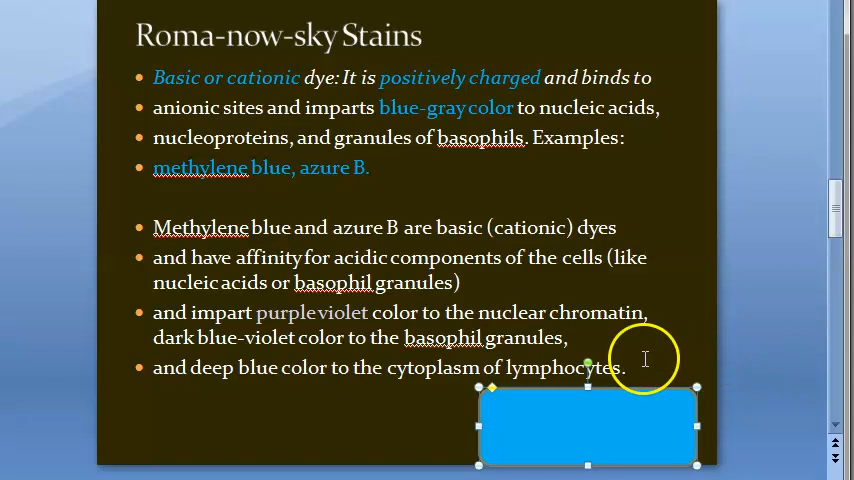 Roma-now-sky Stains
• Basic or cationic dye: It is positively charged and binds to
• anionic sites and imparts blue-gray color to nucleic acids,
• nucleoproteins, and granules of basophils. Examples:
• methylene blue, azure B.
• Methylene blue and azure B are basic (cationic) dyes
• and have affinity for acidic components of the cells (like
nucleic acids or basophil granules)
• and impart purple violet color to the nuclear chromatin,
dark blue-violet color to the basophil granules,
• and deep blue color to the cytoplasm of lymphocytes.